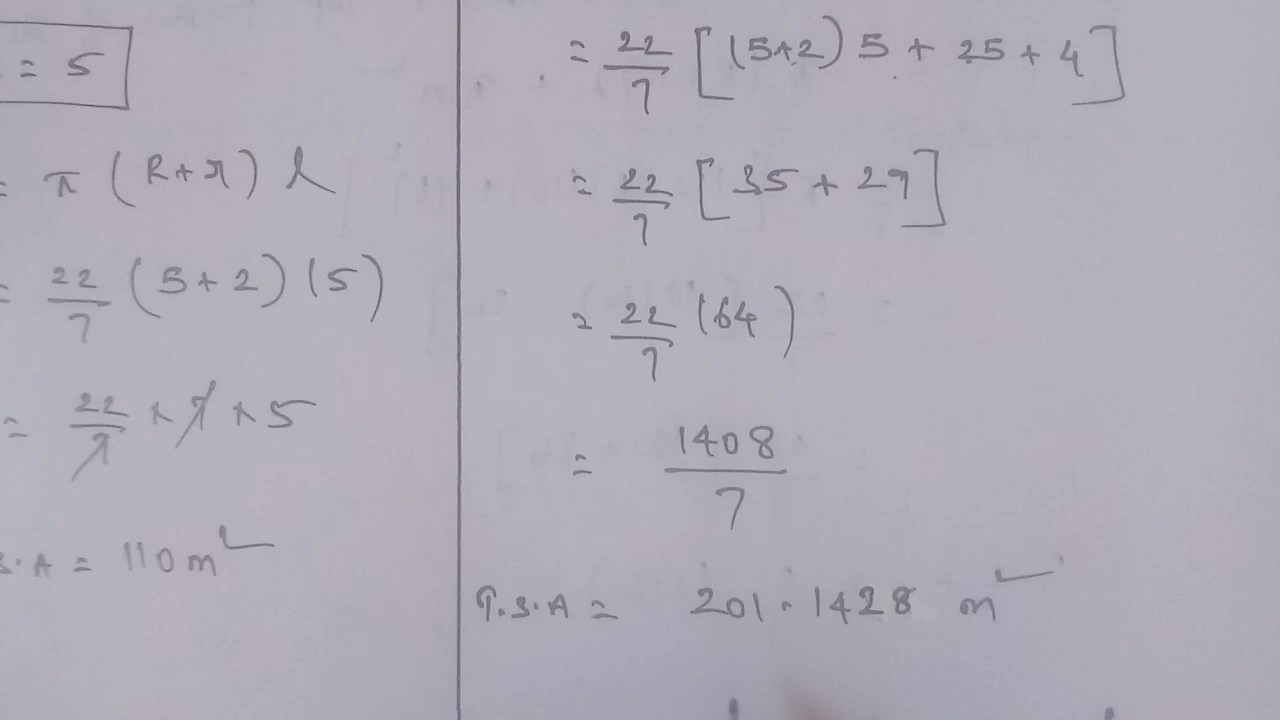 = 5
= π (R+r) l
= 22/7 (5+2) (5)
= 22/7 × 7 × 5
S.A = 110 m²
= 22/7 [(5+2) 5 + 25 + 4]
= 22/7 [35 + 29]
= 22/7 (64)
= 1408/7
T.S.A = 201.1428 m²